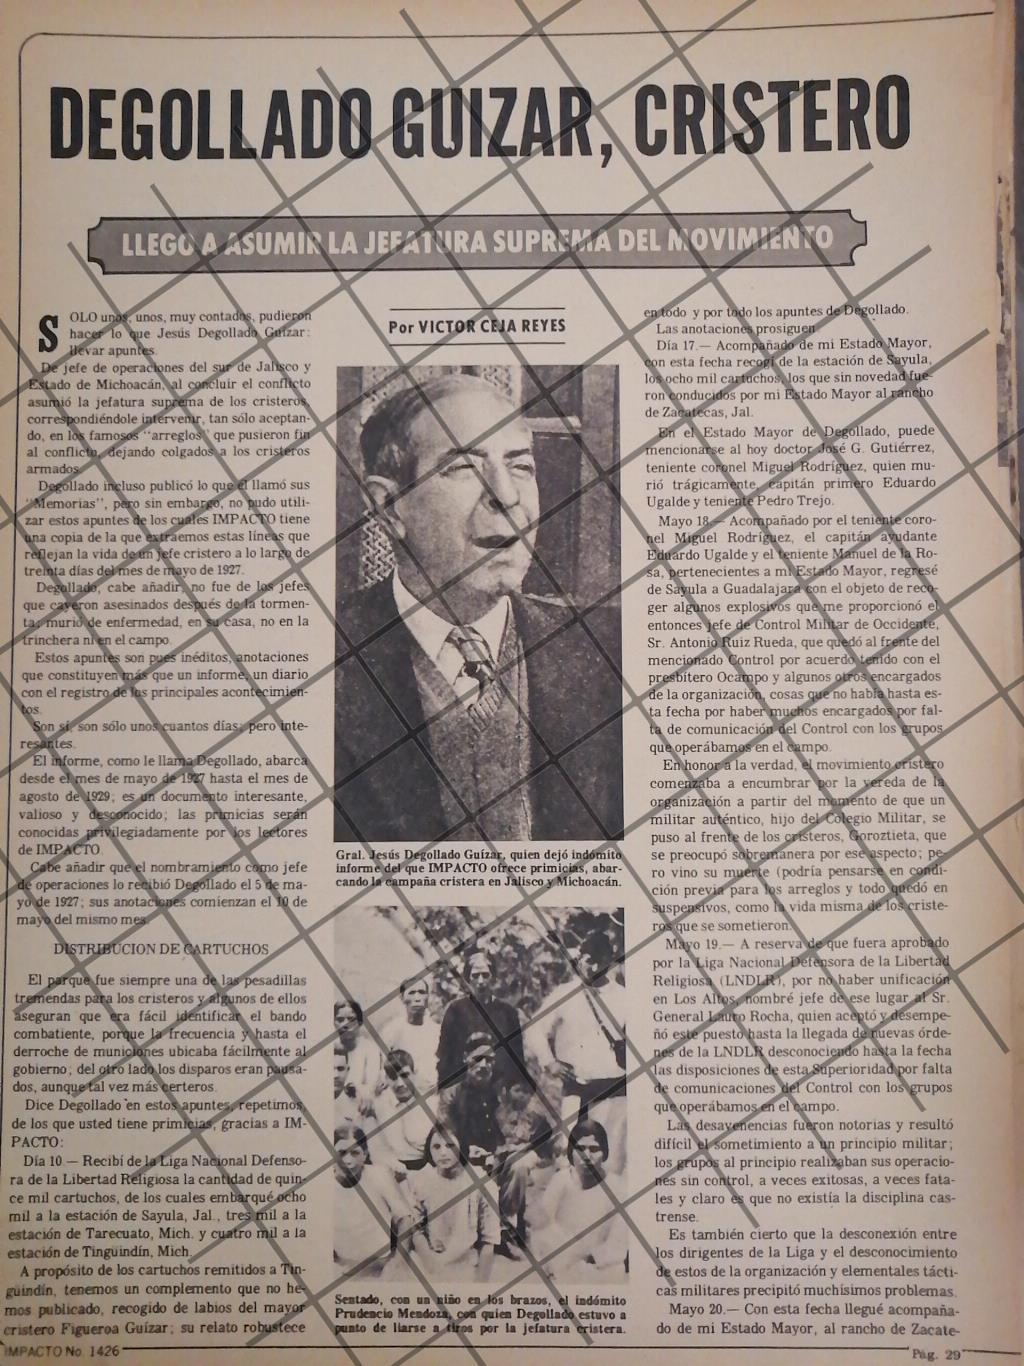 DEGOLLADO GUIZAR, CRISTERO
LLEGO A ASUMIR LA JEFATURA SUPREMA DEL MOVIMIENTO
SOLO unos, unos, muy contados, pudieron
hacer lo que Jesús Degollado Guízar:
llevar apuntes.
De jefe de operaciones del sur de Jalisco y
Estado de Michoacán, al concluir el conflicto
asumió la jefatura suprema de los cristeros,
correspondiéndole intervenir, tan sólo aceptan-
do, en los famosos "arreglos" que pusieron fin
al conflicto, dejando colgados a los cristeros
armados.
Degollado incluso publicó lo que él llamó sus
"Memorias", pero sin embargo, no pudo utili-
zar estos apuntes de los cuales IMPACTO tiene
una copia de la que extraemos estas líneas que
reflejan la vida de un jefe cristero a lo largo de
treinta días del mes de mayo de 1927.
Degollado, cabe añadir, no fue de los jefes
que cayeron asesinados después de la tormen-
ta; murió de enfermedad, en su casa, no en la
trinchera ni en el campo.
Estos apuntes son pues inéditos, anotaciones
que constituyen más que un informe, un diario
con el registro de los principales acontecimien-
tos.
Son sí, son sólo unos cuantos días, pero inte-
resantes.
El informe, como le llama Degollado, abarca
desde el mes de mayo de 1927 hasta el mes de
agosto de 1929; es un documento interesante,
valioso y desconocido; las primicias serán
conocidas privilegiadamente por los lectores
de IMPACTO.
Cabe añadir que el nombramiento como jefe
de operaciones lo recibió Degollado el 5 de ma-
yo de 1927; sus anotaciones comienzan el 10 de
mayo del mismo mes.
DISTRIBUCION DE CARTUCHOS
El parque fue siempre una de las pesadillas
tremendas para los cristeros y algunos de ellos
aseguran que era fácil identificar el bando
combatiente, porque la frecuencia y hasta el
derroche de municiones ubicaba fácilmente al
gobierno; del otro lado los disparos eran pausa-
dos, aunque tal vez más certeros.
Dice Degollado en estos apuntes, repetimos,
de los que usted tiene primicias, gracias a IM-
PACTO:
Día 10.— Recibí de la Liga Nacional Defenso-
ra de la Libertad Religiosa la cantidad de quin-
ce mil cartuchos, de los cuales embarqué ocho
mil a la estación de Sayula, Jal., tres mil a la
estación de Tarecuato, Mich. y cuatro mil a la
estación de Tinguindín, Mich.
A propósito de los cartuchos remitidos a Tin-
guindín, tenemos un complemento que no he-
mos publicado, recogido de labios del mayor
cristero Figueroa Guízar; su relato robustece
Por VICTOR CEJA REYES
Gral. Jesús Degollado Guízar, quien dejó indómito
informe del que IMPACTO ofrece primicias, abar-
cando la campaña cristera en Jalisco y Michoacán.
Sentado, con un niño en los brazos, el indómito
Prudencio Mendoza, con quien Degollado estuvo a
punto de liarse a tiros por la jefatura cristera.
en todo y por todo los apuntes de Degollado.
Las anotaciones prosiguen
Día 17.— Acompañado de mi Estado Mayor,
con esta fecha recogí de la estación de Sayula,
los ocho mil cartuchos, los que sin novedad fue-
ron conducidos por mi Estado Mayor al rancho
de Zacatecas, Jal.
En el Estado Mayor de Degollado, puede
mencionarse al hoy doctor José G. Gutiérrez,
teniente coronel Miguel Rodríguez, quien mu-
rió trágicamente, capitán primero Eduardo
Ugalde y teniente Pedro Trejo.
Mayo 18.— Acompañado por el teniente coro-
nel Miguel Rodríguez, el capitán ayudante
Eduardo Ugalde y el teniente Manuel de la Ro-
sa, pertenecientes a mi Estado Mayor, regresé
de Sayula a Guadalajara con el objeto de reco-
ger algunos explosivos que me proporcionó el
entonces jefe de Control Militar de Occidente,
Sr. Antonio Ruiz Rueda, que quedó al frente del
mencionado Control por acuerdo tenido con el
presbítero Ocampo y algunos otros encargados
de la organización, cosas que no había hasta es-
ta fecha por haber muchos encargados por fal-
ta de comunicación del Control con los grupos
que operábamos en el campo.
En honor a la verdad, el movimiento cristero
comenzaba a encumbrar por la vereda de la
organización a partir del momento de que un
militar auténtico, hijo del Colegio Militar, se
puso al frente de los cristeros, Goroztieta, que
se preocupó sobremanera por ese aspecto; pe-
ro vino su muerte (podría pensarse en condi-
ción previa para los arreglos y todo quedó en
suspensivos, como la vida misma de los criste-
ros que se sometieron.
Mayo 19.— A reserva de que fuera aprobado
por la Liga Nacional Defensora de la Libertad
Religiosa (LNDLR), por no haber unificación
en Los Altos, nombré jefe de ese lugar al Sr.
General Lauro Rocha, quien aceptó y desempe-
ñó este puesto hasta la llegada de nuevas órde-
nes de la LNDLR desconociendo hasta la fecha
las disposiciones de esta Superioridad por falta
de comunicaciones del Control con los grupos
que operábamos en el campo.
Las desavenencias fueron notorias y resultó
difícil el sometimiento a un principio militar;
los grupos al principio realizaban sus operacio-
nes sin control, a veces exitosas, a veces fata-
les y claro es que no existía la disciplina cas-
trense.
Es también cierto que la desconexión entre
los dirigentes de la Liga y el desconocimiento
de estos de la organización y elementales tácti-
cas militares precipitó muchísimos problemas.
Mayo 20.— Con esta fecha llegué acompaña-
do de mi Estado Mayor, al rancho de Zacate-
IMPACTO No. 1426
Pág. 29